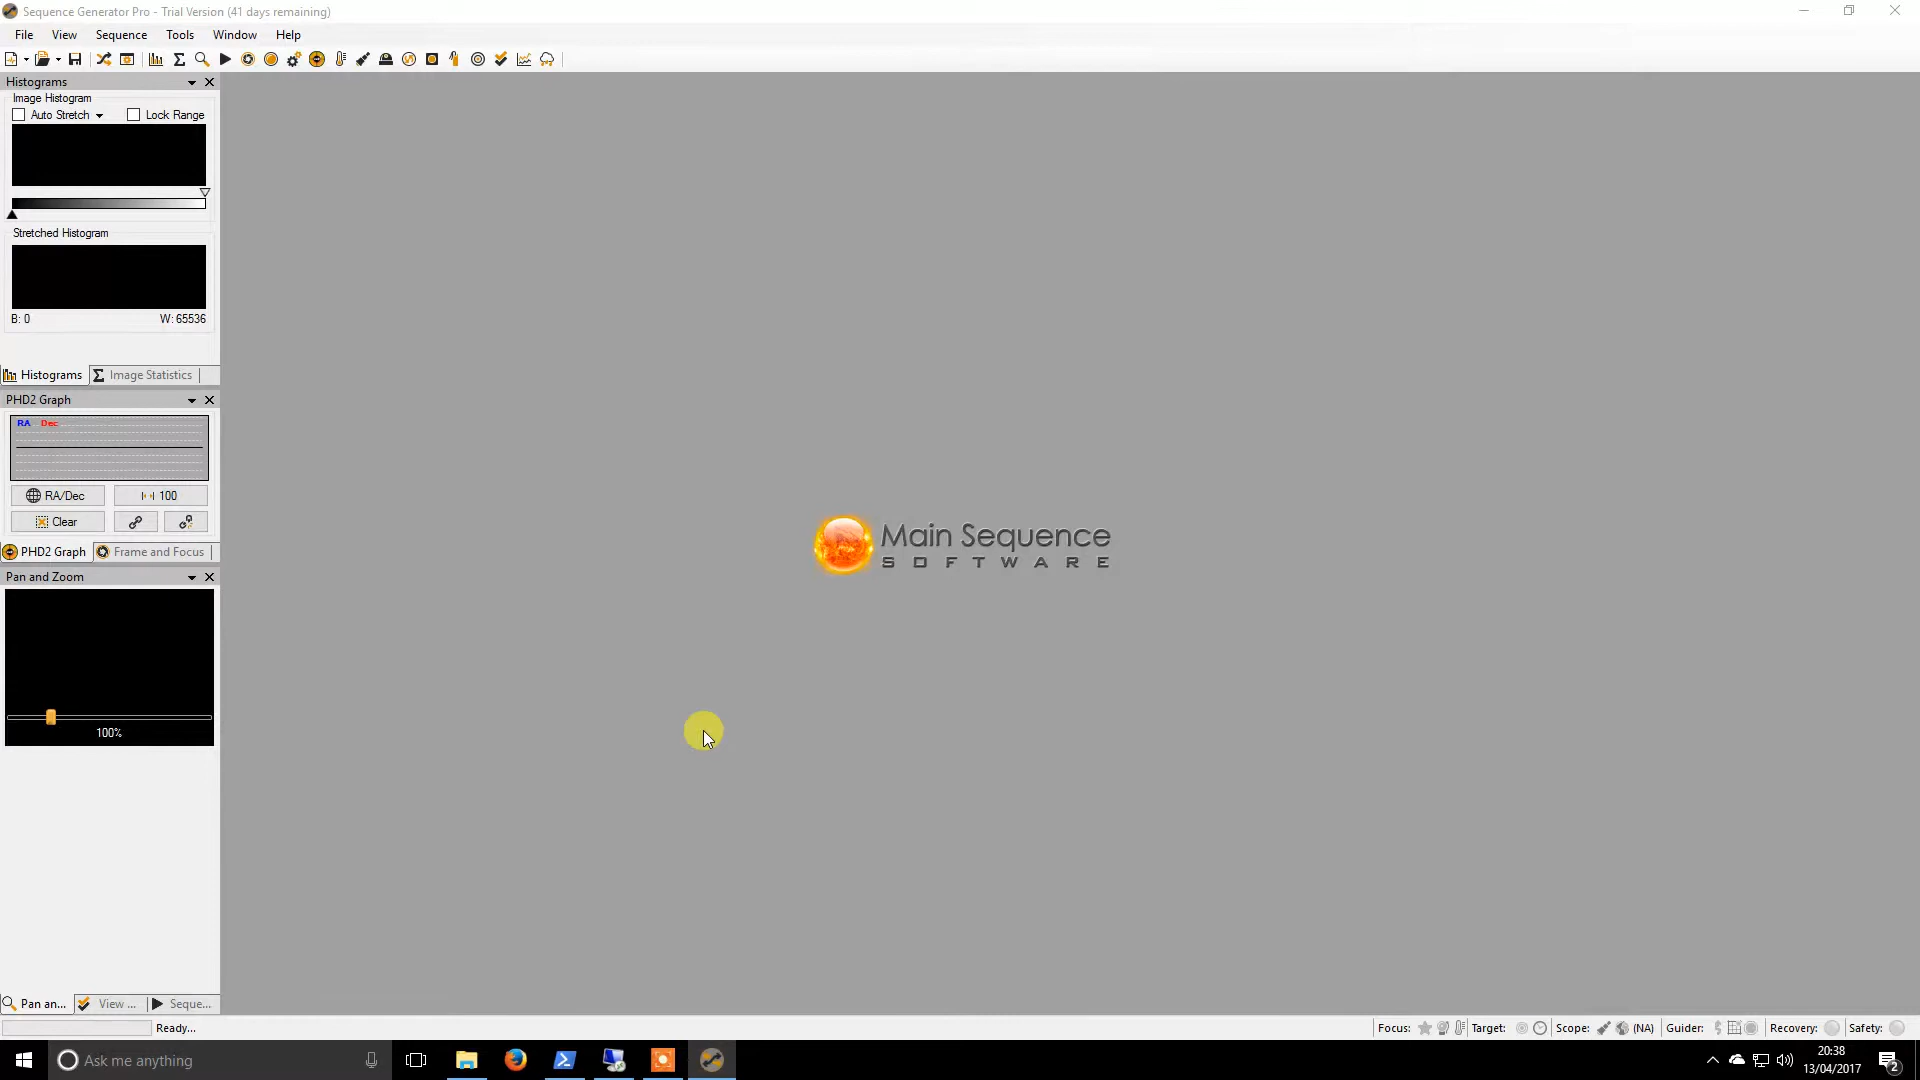 Sequence Generator Pro - Trial Version (41 days remaining)
File View Sequence Tools Window Help
Histograms
Image Histogram
Auto Stretch Lock Range
Stretched Histogram
B: 0 W: 65536
Histograms Image Statistics
PHD2 Graph
RA Dec
RA/Dec 100
Clear
PHD2 Graph Frame and Focus
Pan and Zoom
100%
Main Sequence
SOFTWARE
Pan an... View ... Seque...
Ready... Focus: Target: Scope: (NA) Guider: Recovery: Safety:
Ask me anything
20:38
13/04/2017
2